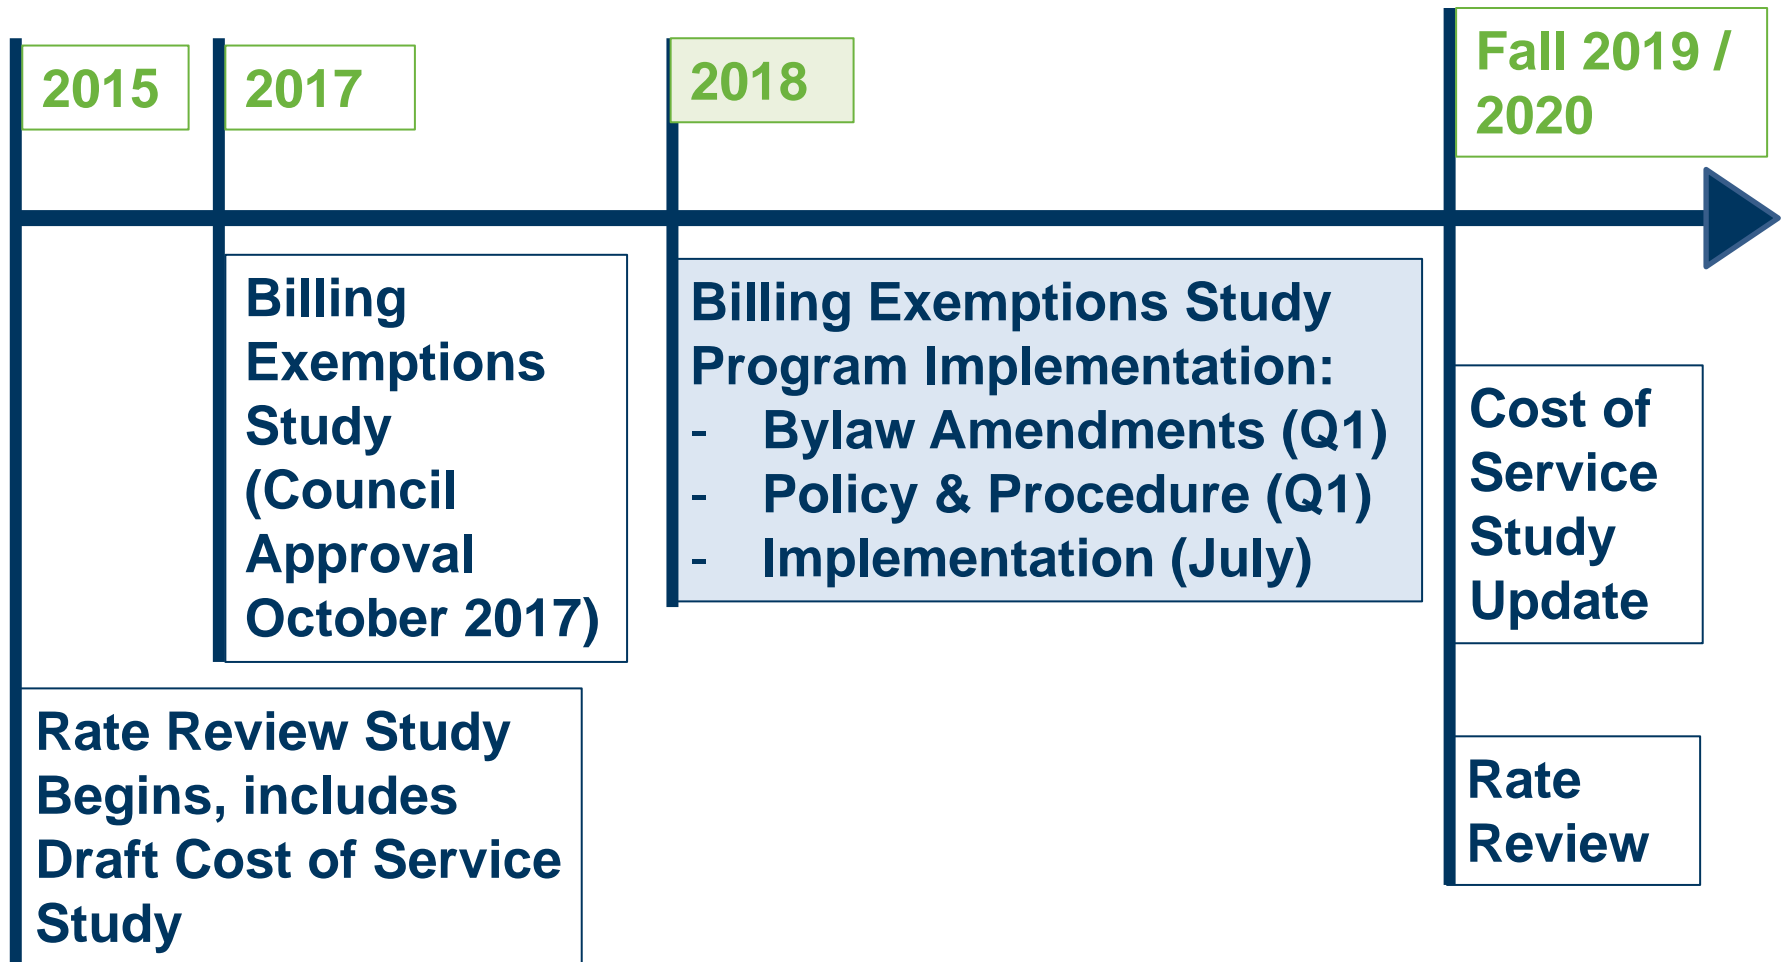 2015
2017
2018
Fall 2019 /
2020
Billing
Exemptions
Study
(Council
Approval
October 2017)
Billing Exemptions Study
Program Implementation:
- Bylaw Amendments (Q1)
- Policy & Procedure (Q1)
- Implementation (July)
Cost of
Service
Study
Update
Rate Review Study
Begins, includes
Draft Cost of Service
Study
Rate
Review